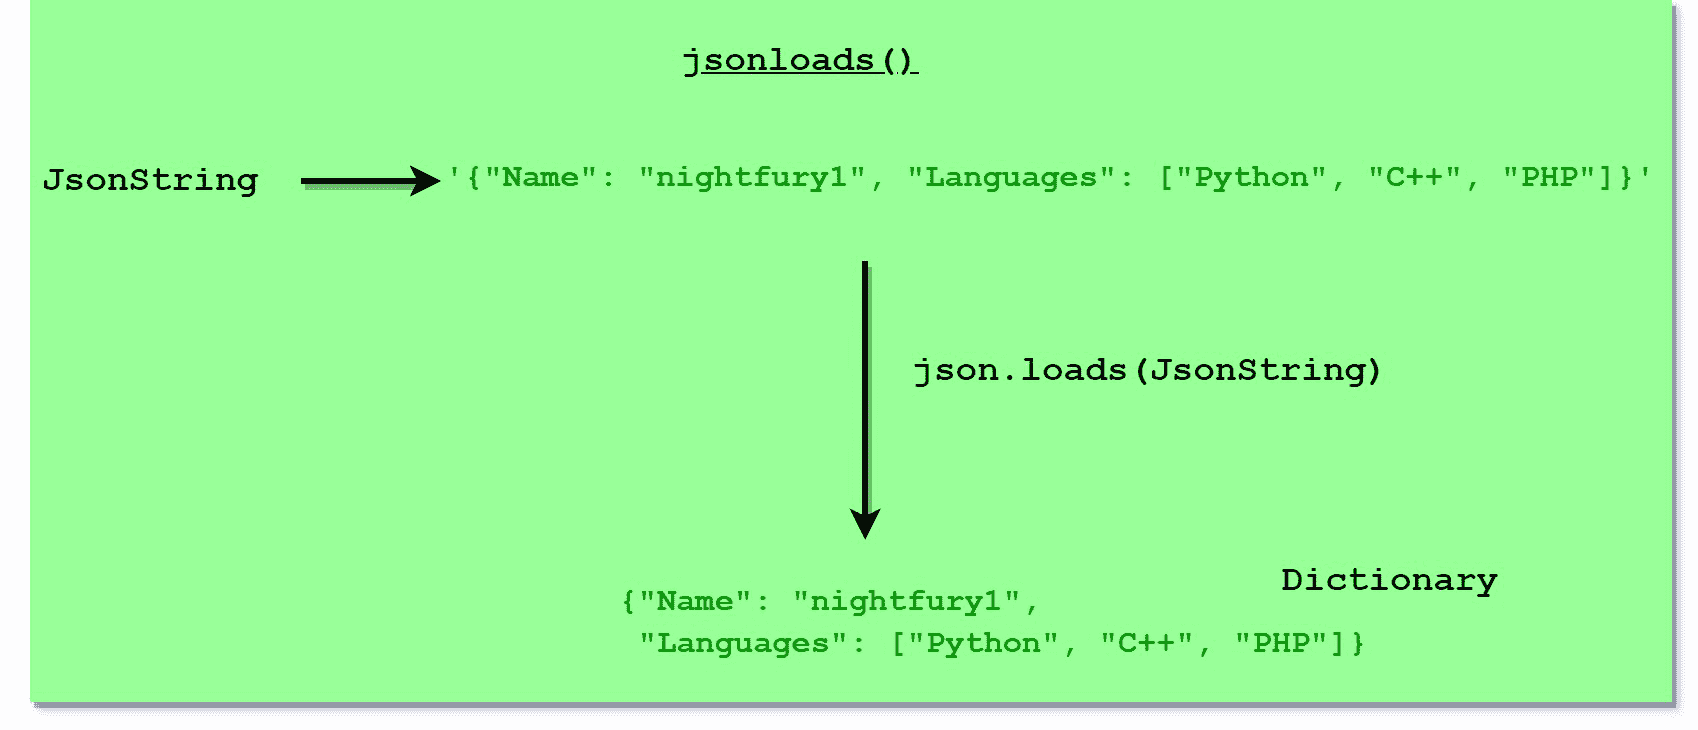 jsonloads()
JsonString
'{"Name": "nightfury1", "Languages": ["Python", "C++", "PHP"]}'
json.loads(JsonString)
Dictionary
{"Name": "nightfury1",
"Languages": ["Python", "C++", "PHP"]}